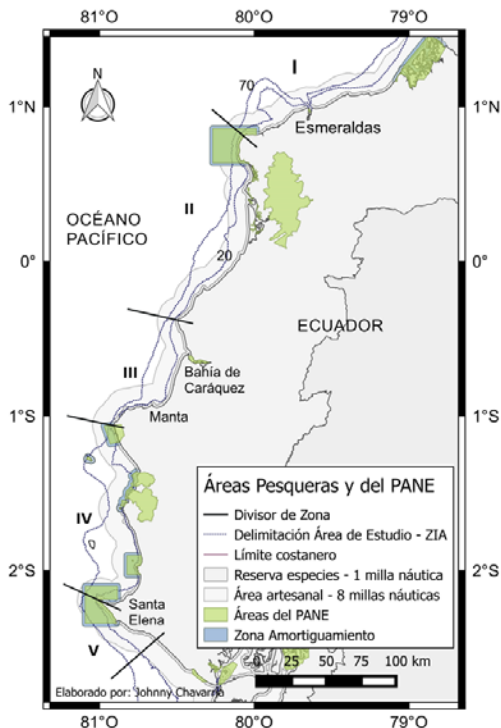 81°O 80°O 79°O
I
N
70
1°N 1°N
Esmeraldas
II
OCÉANO
PACÍFICO
20
0° 0°
ECUADOR
III
Bahía de
Caráquez
Manta
1°S 1°S
Áreas Pesqueras y del PANE
Divisor de Zona
Delimitación Área de Estudio - ZIA
Límite costanero
Reserva especies - 1 milla náutica
Área artesanal - 8 millas náuticas
Áreas del PANE
Zona Amortiguamiento
IV
2°S 2°S
Santa
Elena
V
0 25 50 75 100 km
Elaborado por: Johnny Chavarría
81°O 80°O 79°O